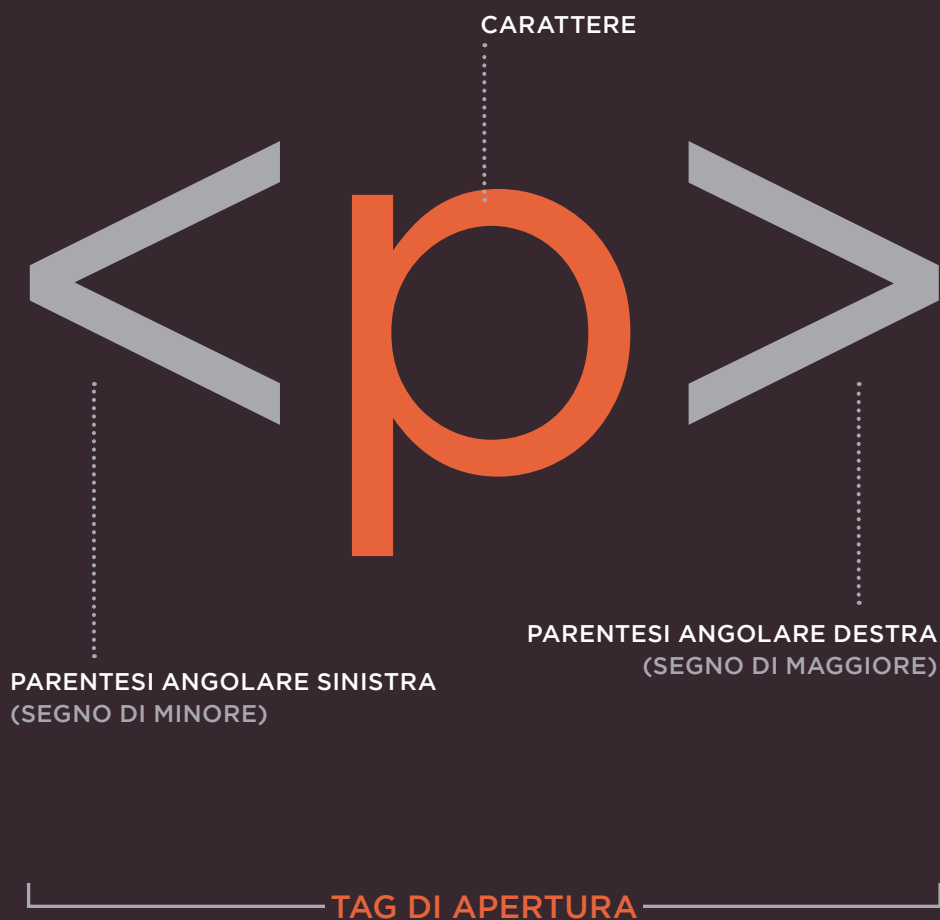 CARATTERE
<p>
PARENTESI ANGOLARE DESTRA
(SEGNO DI MAGGIORE)
PARENTESI ANGOLARE SINISTRA
(SEGNO DI MINORE)
TAG DI APERTURA